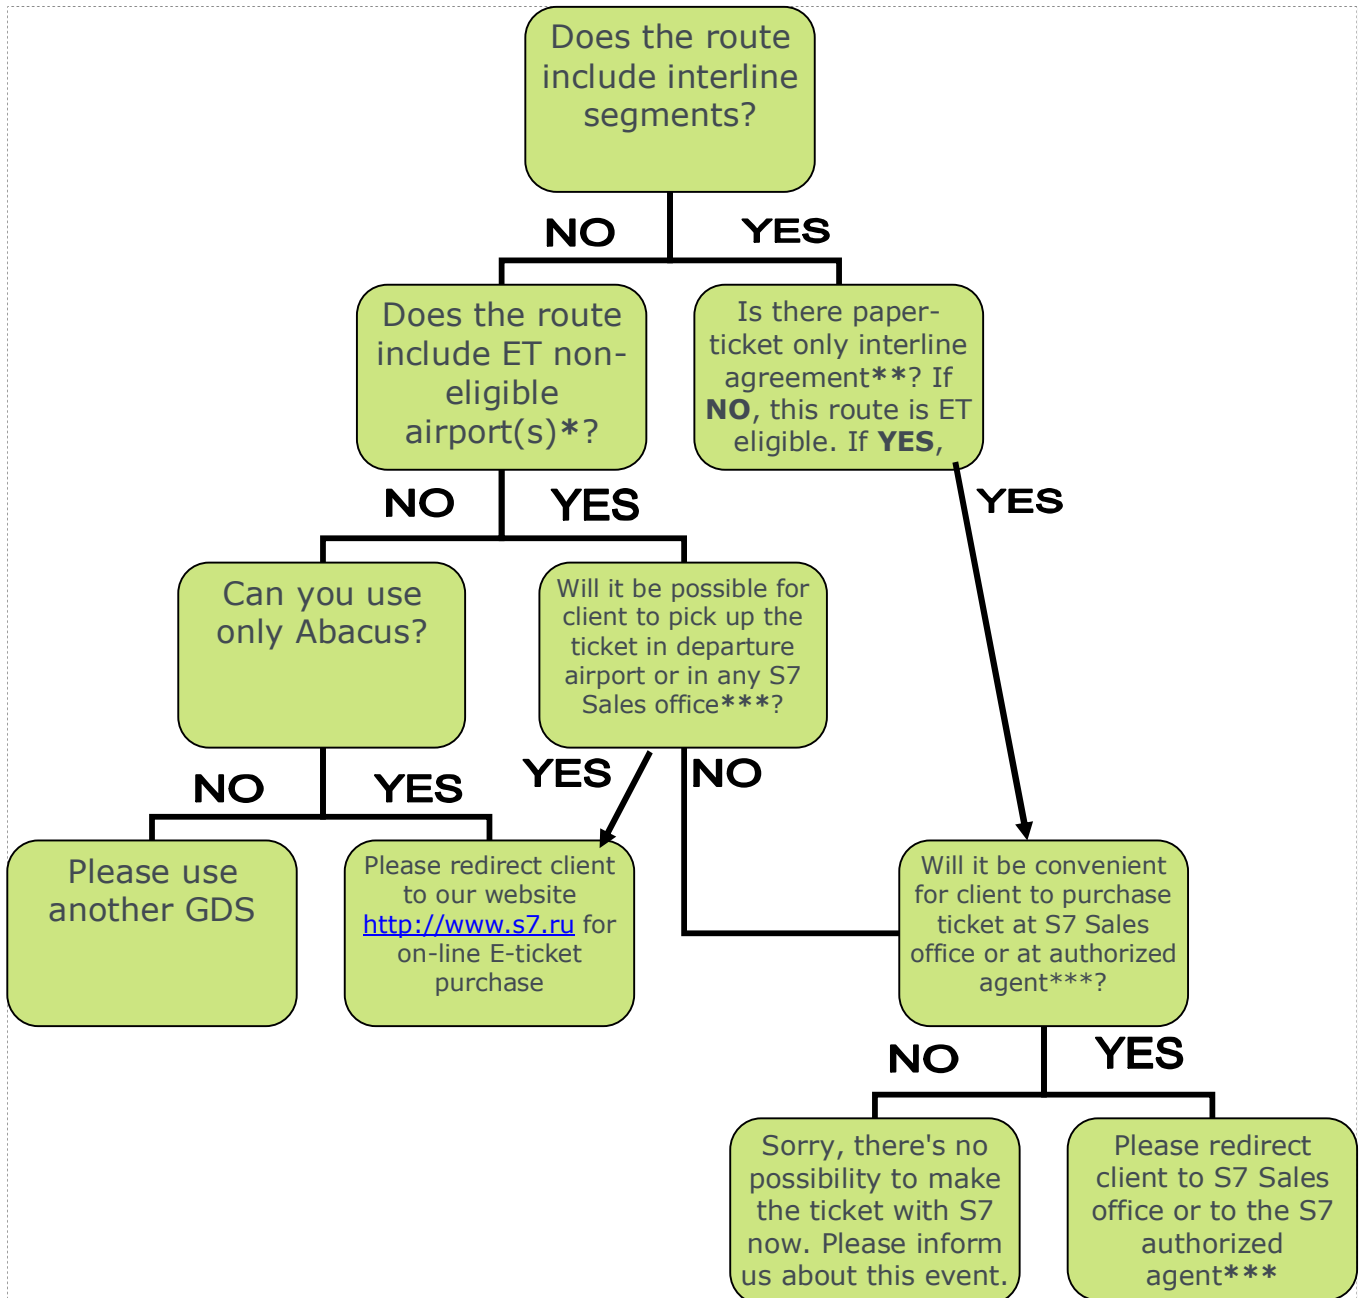 Does the route
include interline
segments?
NO
YES
Does the route
include ET non-
eligible
airport(s)*?
Is there paper-
ticket only interline
agreement**? If
NO, this route is ET
eligible. If YES,
NO
YES
YES
Can you use
only Abacus?
Will it be possible for
client to pick up the
ticket in departure
airport or in any S7
Sales office***?
NO
YES
YES
NO
Please use
another GDS
Please redirect client
to our website
http://www.s7.ru for
on-line E-ticket
purchase
Will it be convenient
for client to purchase
ticket at S7 Sales
office or at authorized
agent***?
NO
YES
Sorry, there's no
possibility to make
the ticket with S7
now. Please inform
us about this event.
Please redirect
client to S7 Sales
office or to the S7
authorized
agent***